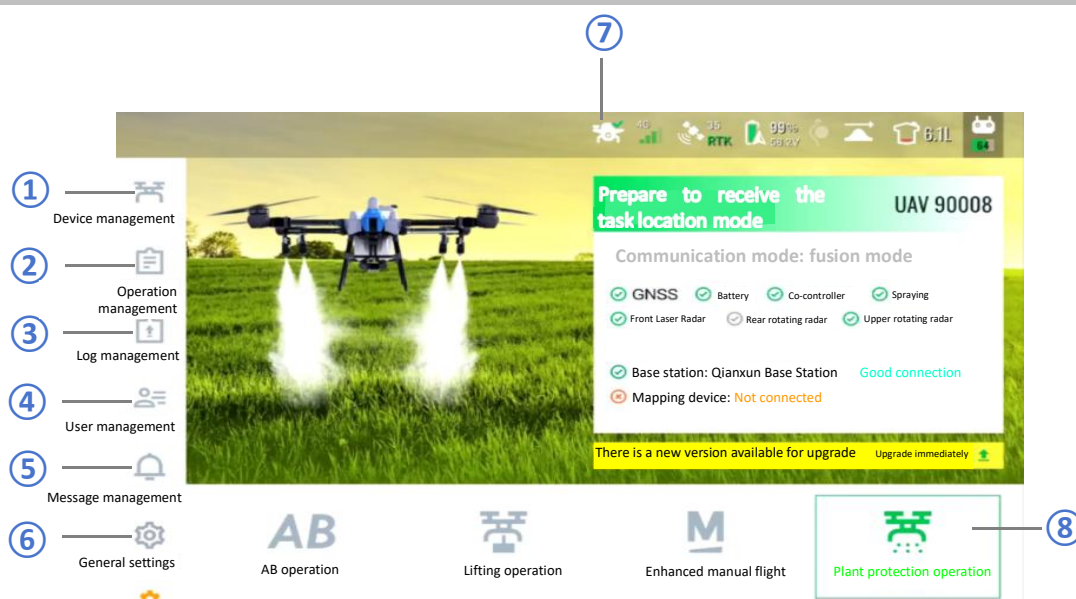 ⑦
4G
35
RTK
99%
58.2V
6.1L
64
①
Device management
②
Operation
management
③
Log management
④
User management
⑤
Message management
⑥
General settings
Prepare to receive the
task location mode
UAV 90008
Communication mode: fusion mode
GNSS
Battery
Co-controller
Spraying
Front Laser Radar
Rear rotating radar
Upper rotating radar
Base station: Qianxun Base Station
Good connection
Mapping device: Not connected
There is a new version available for upgrade
Upgrade immediately
AB
AB operation
Lifting operation
M
Enhanced manual flight
Plant protection operation
⑧